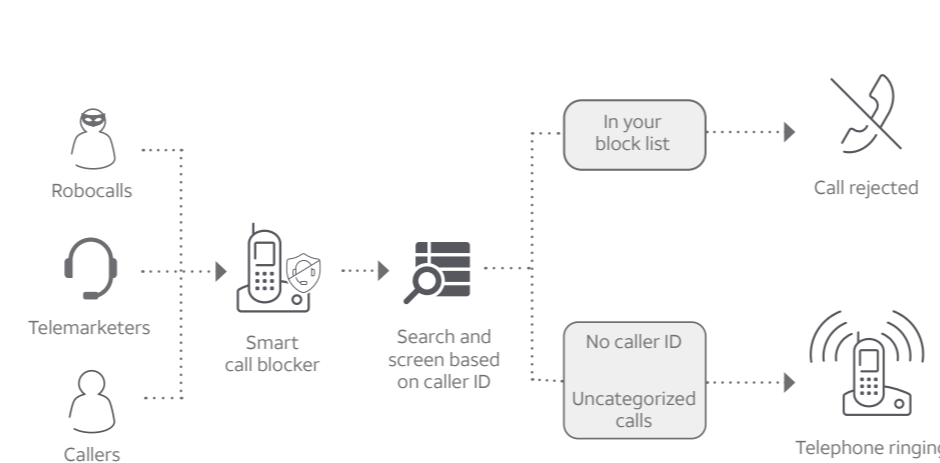 Robocalls
Telemarketers
Callers
Smart
call blocker
Search and
screen based
on caller ID
In your
block list
Call rejected
No caller ID
Uncategorized
calls
Telephone ringing